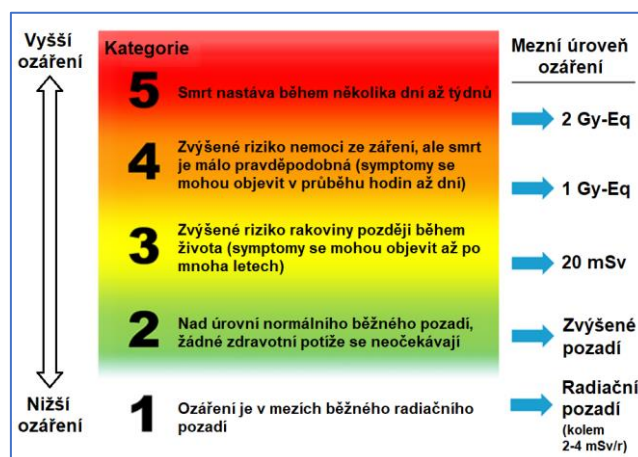 Vyšší
ozáření
Nižší
ozáření
Kategorie
5
Smrt nastáva během několika dní až týdnů
4
Zvýšené riziko nemoci ze záření, ale smrt
je málo pravděpodobná (symptomy se
mohou objevit v průběhu hodin až dní)
3
Zvýšené riziko rakoviny později během
života (symptomy se mohou objevit až po
mnoha letech)
2
Nad úrovní normálního běžného pozadí,
žádné zdravotní potíže se neočekávají
1
Ozáření je v mezích běžného radiačního
pozadí
Mezní úroveň
ozáření
2 Gy-Eq
1 Gy-Eq
20 mSv
Zvýšené
pozadí
Radiační
pozadí
(kolem
2-4 mSv/r)